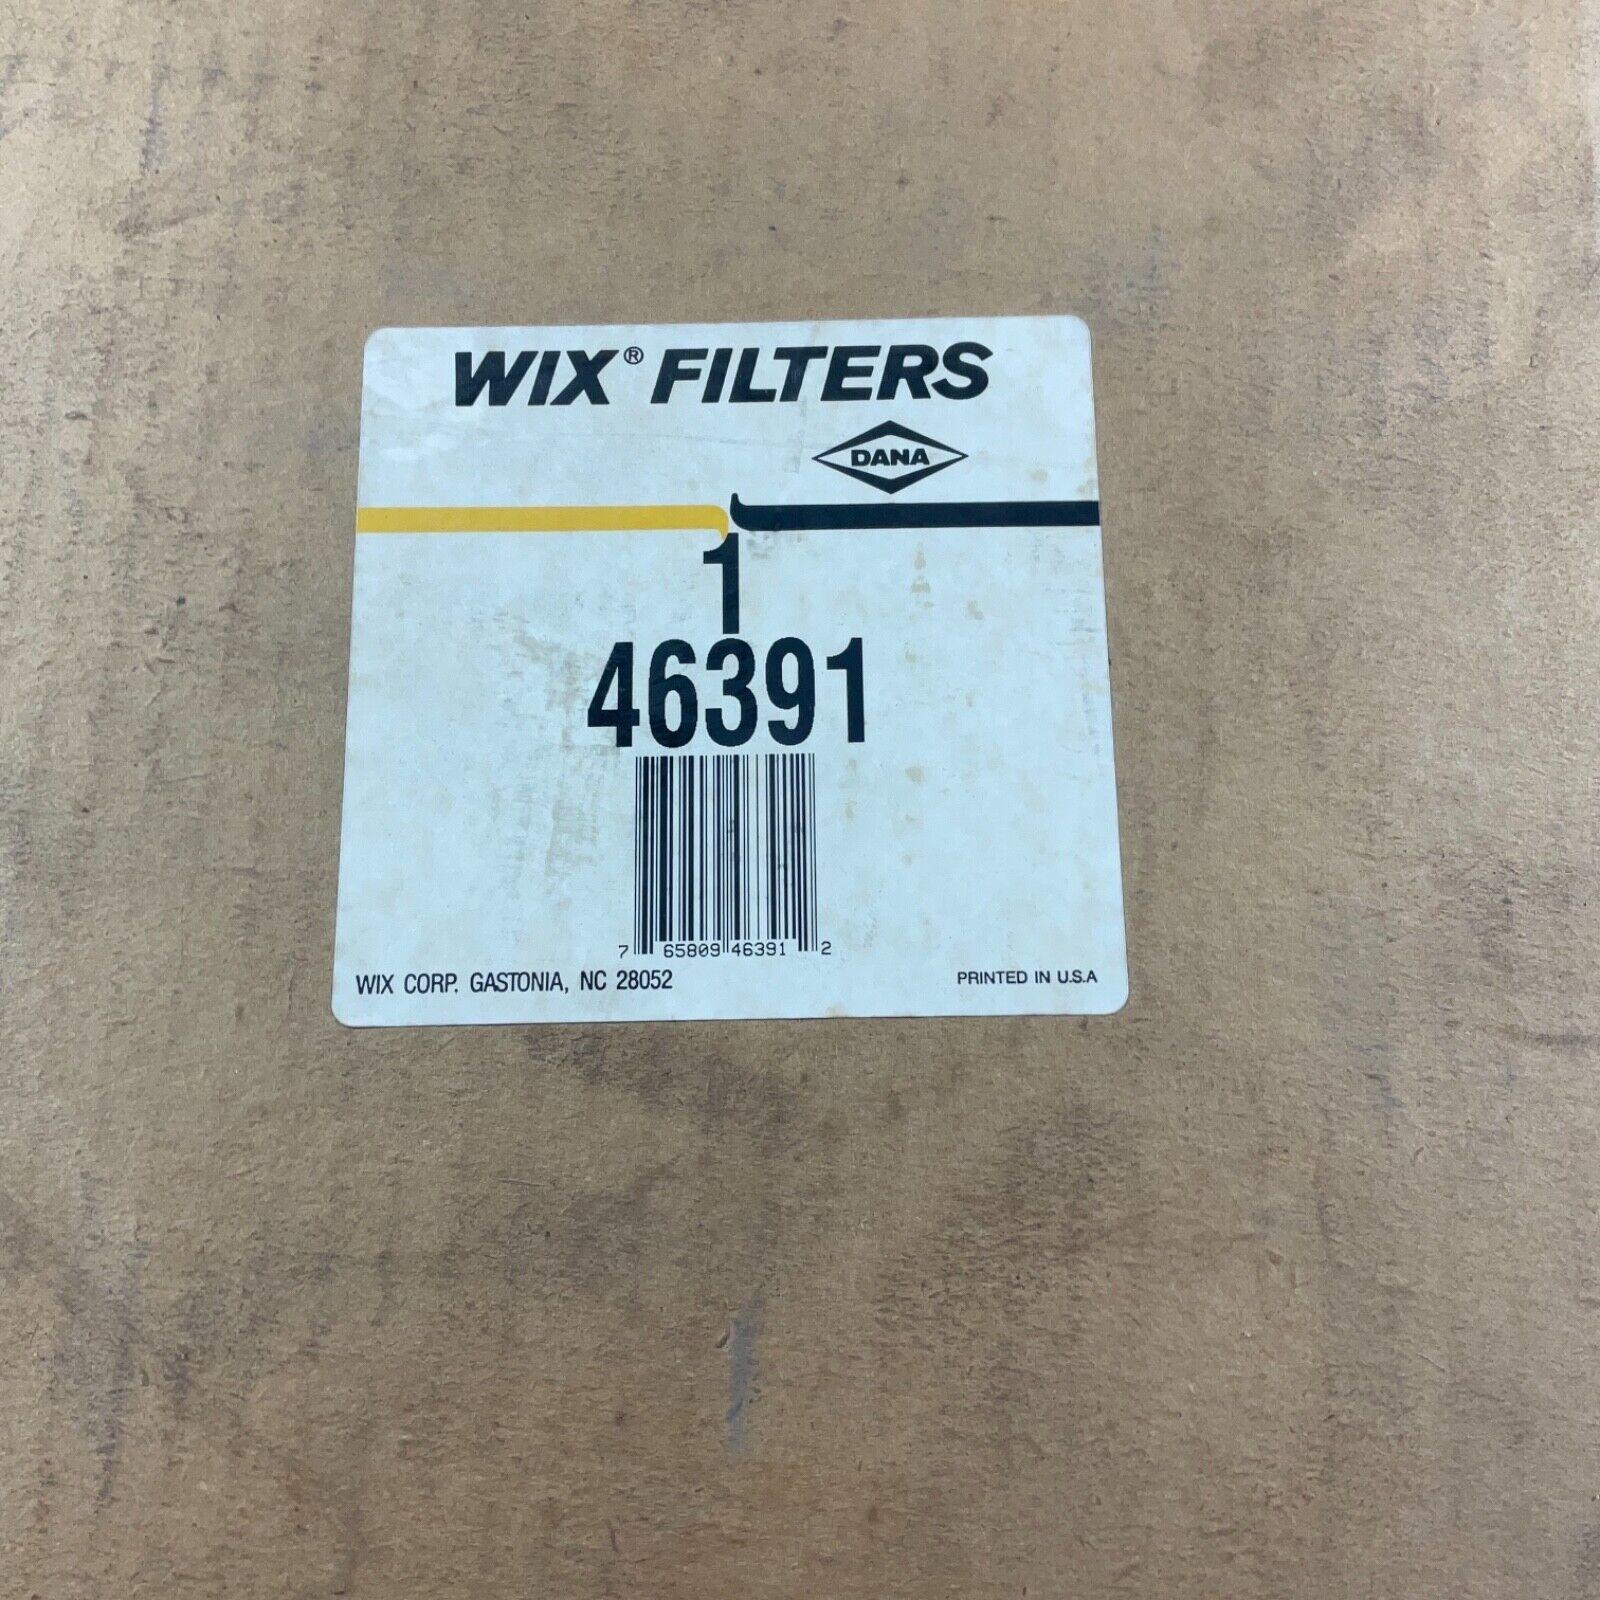 WIX® FILTERS
DANA
1
46391
7 65809 46391 2
WIX CORP. GASTONIA, NC 28052
PRINTED IN U.S.A